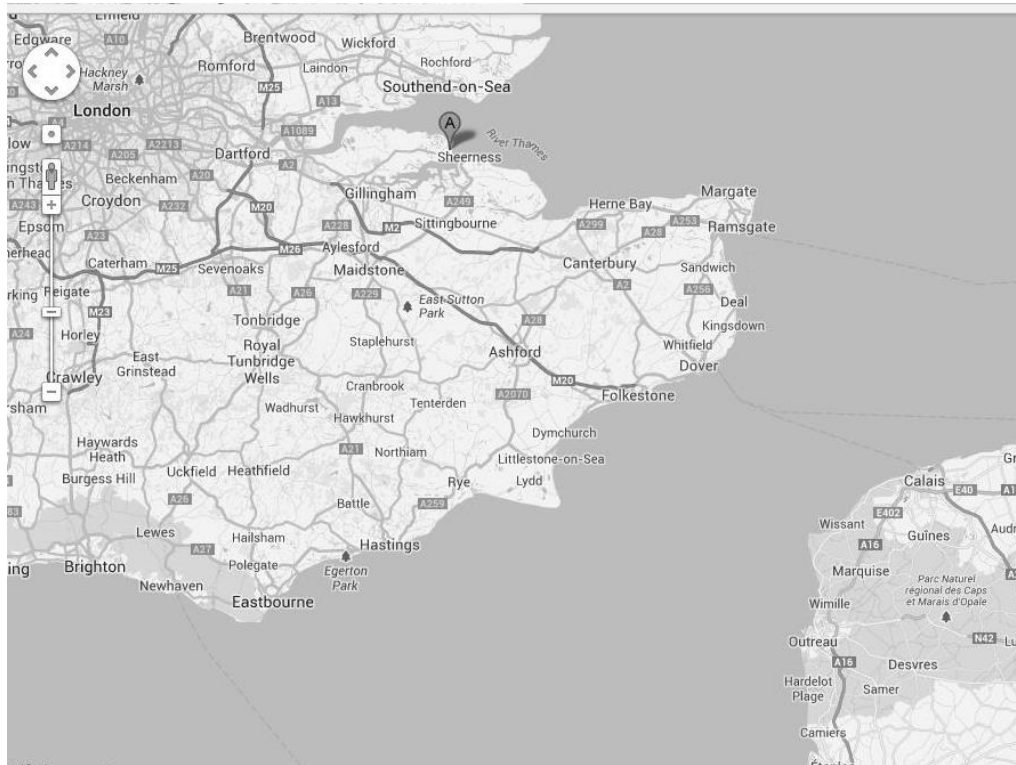 Edgware
A10
Brentwood
Wickford
Romford
Laindon
Rochford
Hackney
Marsh
M25
Southend-on-Sea
London
A13
A4
A1089
A
River Thames
A214
A2213
Dartford
Sheerness
A205
A2
Beckenham
A20
Gillingham
Margate
A243
Croydon
A232
M20
A249
Herne Bay
Epsom
A228
M2
Sittingbourne
A299
A253
Ramsgate
A23
M26
Aylesford
A28
Caterham
M25
Sevenoaks
Maidstone
Canterbury
Sandwich
Reigate
A21
A26
A229
A2
A256
M23
East Sutton
Park
Deal
A24
Horley
Tonbridge
A28
Kingsdown
East
Grinstead
Royal
Tunbridge
Wells
Staplehurst
Ashford
Whitfield
Dover
Crawley
Cranbrook
M20
Folkestone
Wadhurst
Hawkhurst
Tenterden
A2070
Haywards
Heath
A21
Northiam
Dymchurch
Littlestone-on-Sea
Burgess Hill
Uckfield
Heathfield
Rye
Lydd
Calais
E40
A26
Battle
A259
E402
Lewes
A27
Hailsham
Hastings
Wissant
A16
Guînes
Brighton
Polegate
Egerton
Park
Marquise
Newhaven
Eastbourne
Parc Naturel
régional des Caps
et Marais d'Opale
Wimille
Outreau
N42
A16
Desvres
Hardelot
Plage
Samer
Camiers